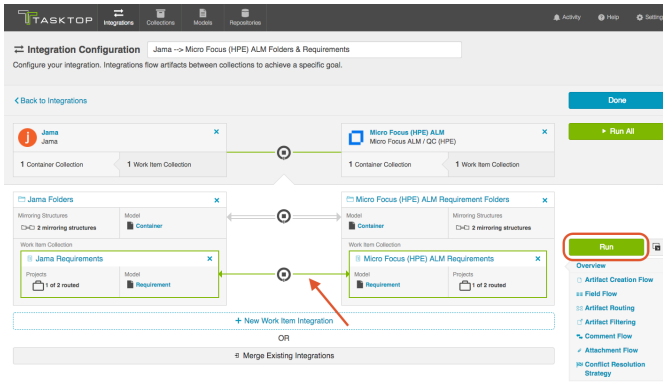 TASKTOP
Integrations
Collections
Models
Repositories
Activity
Help
Setting
Integration Configuration
Jama --> Micro Focus (HPE) ALM Folders & Requirements
Configure your integration. Integrations flow artifacts between collections to achieve a specific goal.
Back to Integrations
Done
Jama
Jama
1 Container Collection
1 Work Item Collection
Micro Focus (HPE) ALM
Micro Focus ALM / QC (HPE)
1 Container Collection
1 Work Item Collection
Run All
Jama Folders
Mirroring Structures
2 mirroring structures
Model
Container
Work Item Collection
Jama Requirements
Projects
1 of 2 routed
Model
Requirement
Micro Focus (HPE) ALM Requirement Folders
Model
Container
Mirroring Structures
2 mirroring structures
Work Item Collection
Micro Focus (HPE) ALM Requirements
Model
Requirement
Projects
1 of 2 routed
Run
Overview
Artifact Creation Flow
Field Flow
Artifact Routing
Artifact Filtering
Comment Flow
Attachment Flow
Conflict Resolution
Strategy
+ New Work Item Integration
OR
Merge Existing Integrations